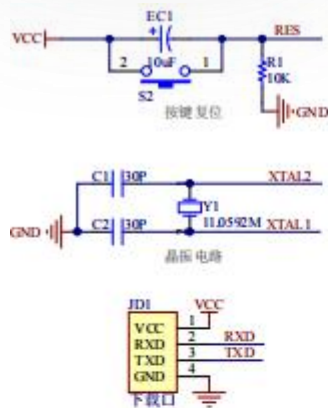 EC1
VCC
RES
2
10uF
1
R1
10K
S2
按键复位
GND
C1
30P
XTAL2
Y1
GND
C2
30P
11.0592M
XTAL1
晶振电路
JD1
VCC
VCC
1
RXD
2
RXD
TXD
3
TXD
GND
4
下载口